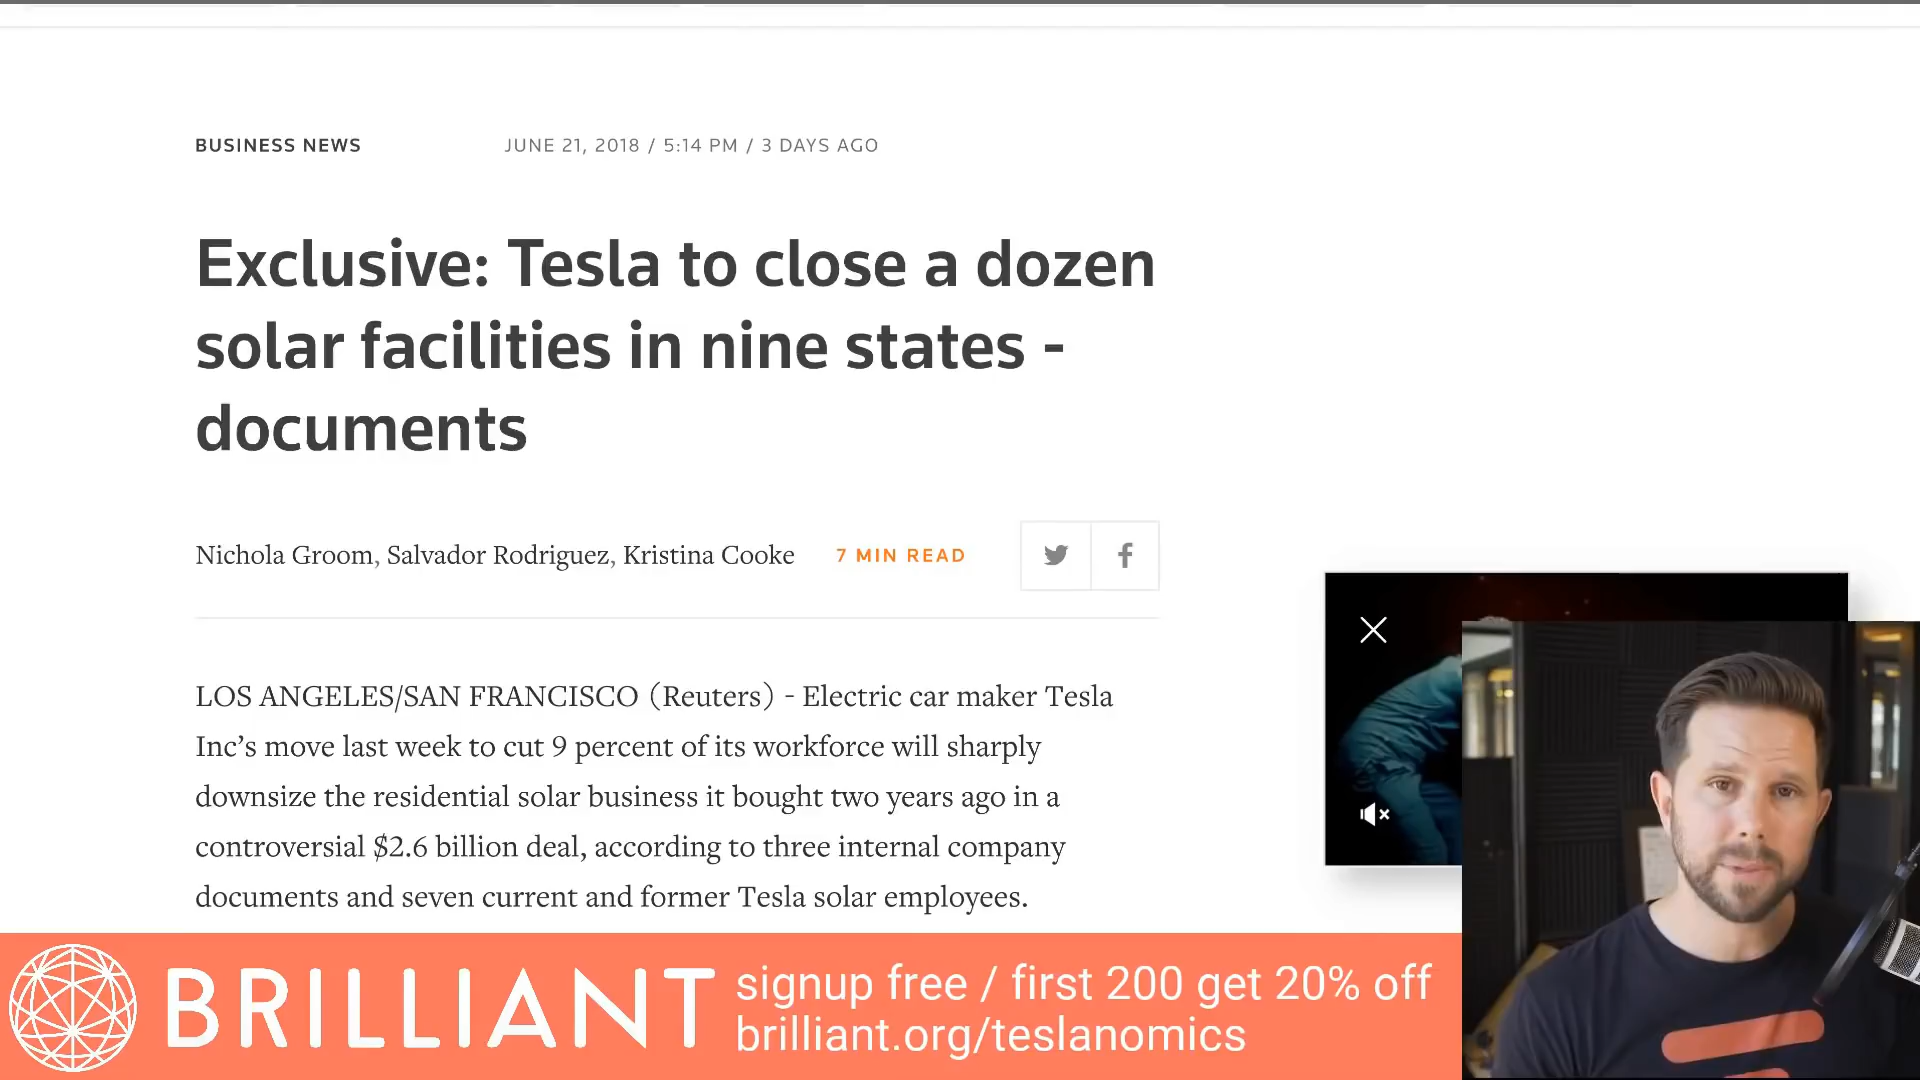 BUSINESS NEWS
JUNE 21, 2018 / 5:14 PM / 3 DAYS AGO
Exclusive: Tesla to close a dozen
solar facilities in nine states -
documents
Nichola Groom, Salvador Rodriguez, Kristina Cooke
7 MIN READ
LOS ANGELES/SAN FRANCISCO (Reuters) - Electric car maker Tesla
Inc’s move last week to cut 9 percent of its workforce will sharply
downsize the residential solar business it bought two years ago in a
controversial $2.6 billion deal, according to three internal company
documents and seven current and former Tesla solar employees.
BRILLIANT
signup free / first 200 get 20% off
brilliant.org/teslanomics